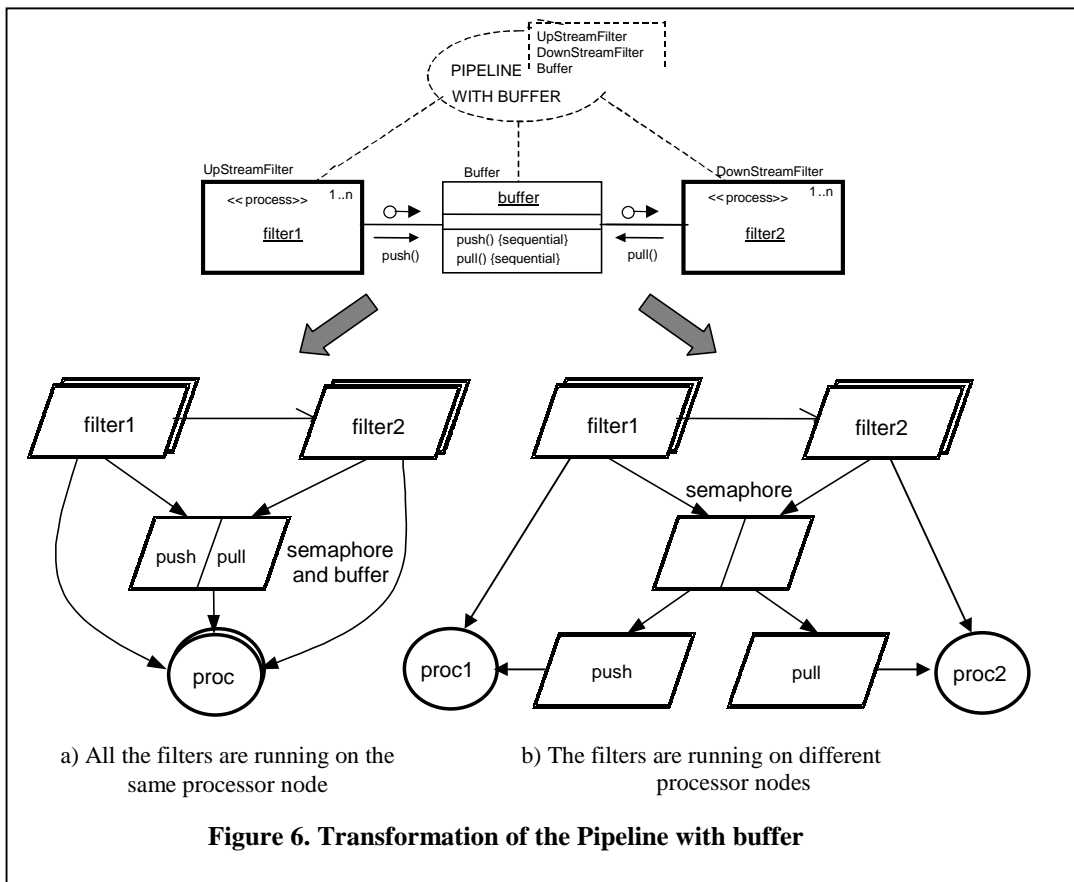 UpStreamFilter
DownStreamFilter
Buffer
PIPELINE
WITH BUFFER
UpStreamFilter
Buffer
DownStreamFilter
<<process>>
1..n
filter1
buffer
push() {sequential}
pull() {sequential}
<<process>>
1..n
filter2
push()
pull()
filter1
filter2
push
pull
semaphore
and buffer
proc
filter1
filter2
semaphore
proc1
push
pull
proc2
a) All the filters are running on the
same processor node
b) The filters are running on different
processor nodes
Figure 6. Transformation of the Pipeline with buffer